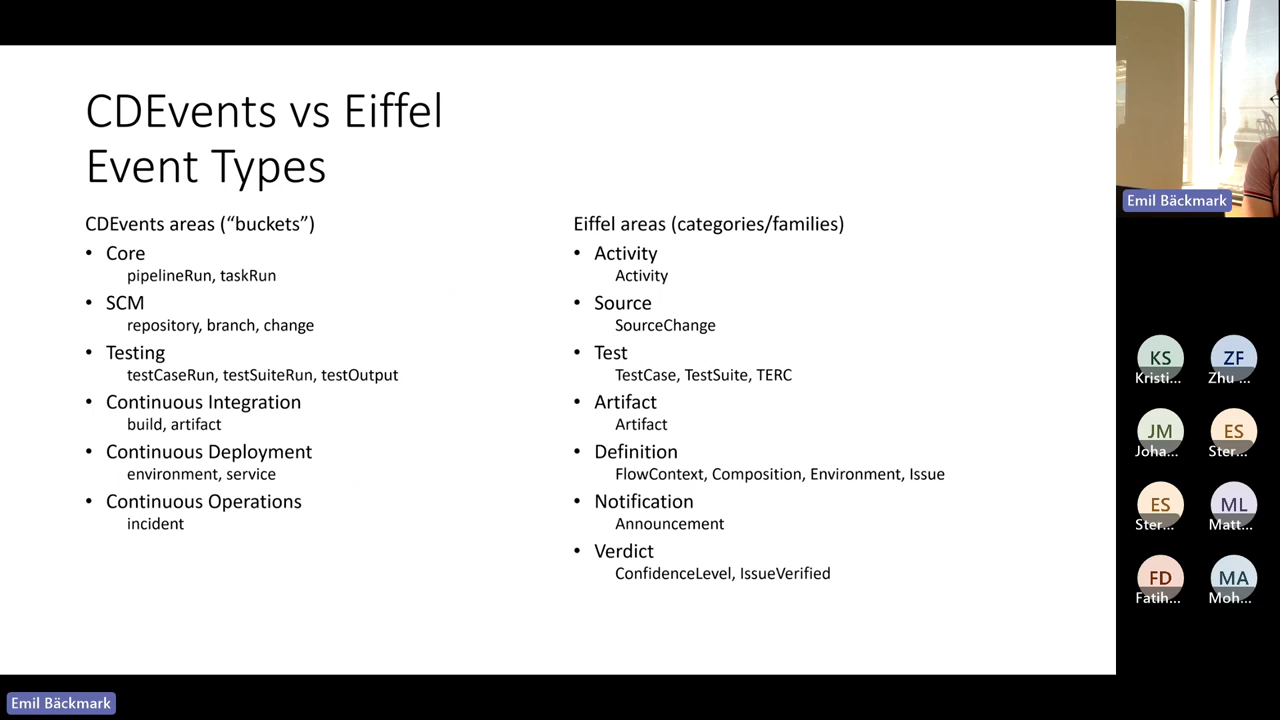 CDEvents vs Eiffel
Event Types
CDEvents areas (“buckets”)
• Core
pipelineRun, taskRun
• SCM
repository, branch, change
• Testing
testCaseRun, testSuiteRun, testOutput
• Continuous Integration
build, artifact
• Continuous Deployment
environment, service
• Continuous Operations
incident
Eiffel areas (categories/families)
• Activity
Activity
• Source
SourceChange
• Test
TestCase, TestSuite, TERC
• Artifact
Artifact
• Definition
FlowContext, Composition, Environment, Issue
• Notification
Announcement
• Verdict
ConfidenceLevel, IssueVerified
Emil Bäckmark
KS
Kristi...
ZF
Zhu ...
JM
Joha...
ES
Ster...
ES
Ster...
ML
Matt...
FD
Fatih...
MA
Moh...
Emil Bäckmark